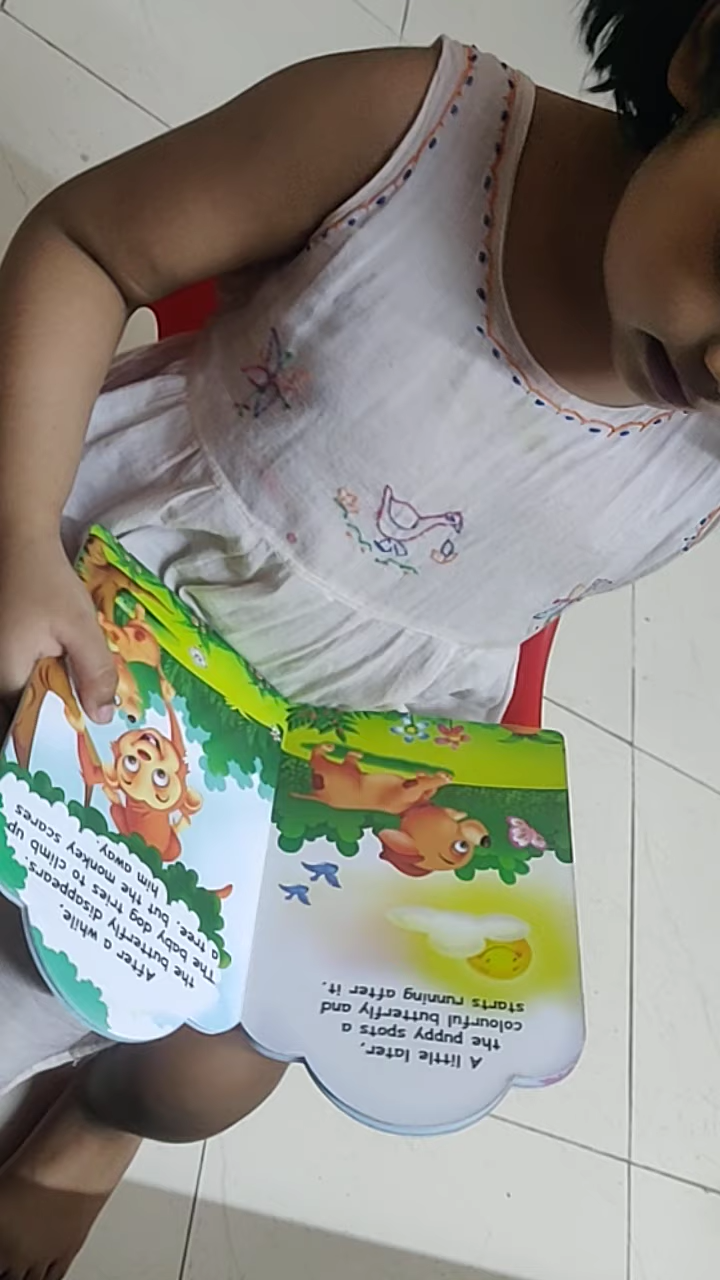 A little later,
the puppy spots a
colourful butterfly and
starts running after it.
After a while,
the butterfly disappears.
The baby dog tries to climb up
a tree, but the monkey scares
him away.